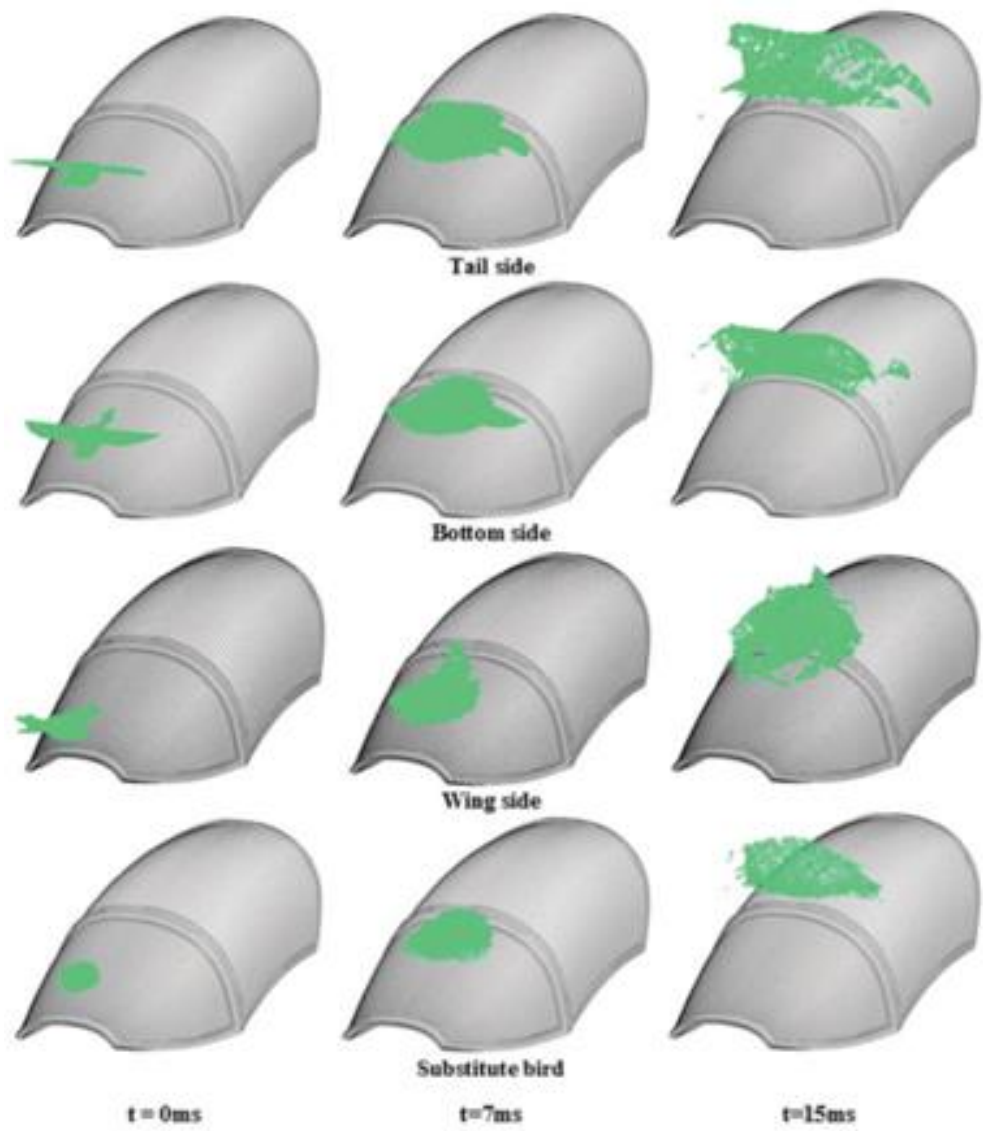 Tail side
Bottom side
Wing side
Substitute bird
t = 0ms t=7ms t=15ms